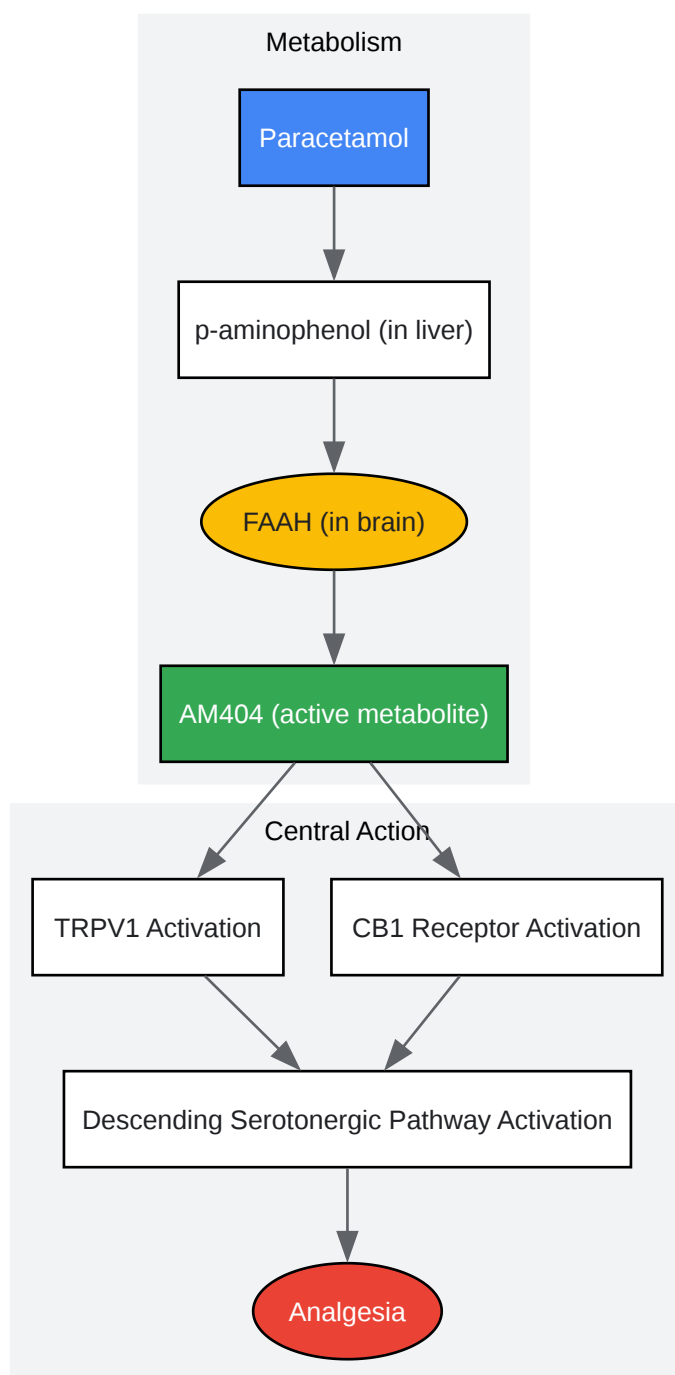 Metabolism
Paracetamol
p-aminophenol (in liver)
FAAH (in brain)
AM404 (active metabolite)
Central Action
TRPV1 Activation
CB1 Receptor Activation
Descending Serotonergic Pathway Activation
Analgesia